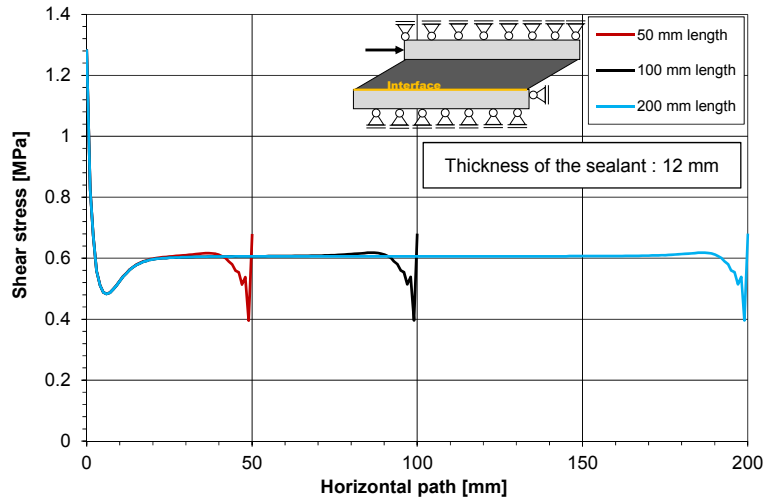 1.4
1.2
1
0.8
0.6
0.4
0.2
0
Shear stress [MPa]
Interface
50 mm length
100 mm length
200 mm length
Thickness of the sealant : 12 mm
0
50
100
150
200
Horizontal path [mm]